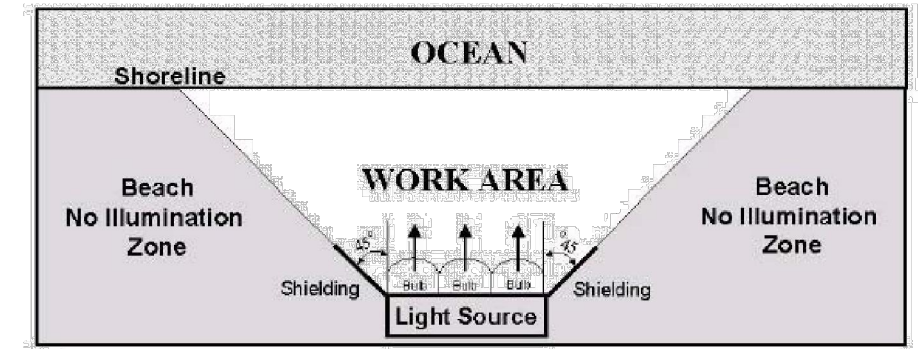 OCEAN
Shoreline
WORK AREA
Beach
No Illumination
Zone
Beach
No Illumination
Zone
45°
45°
Shielding
Bulb
Bulb
Bulb
Shielding
Light Source